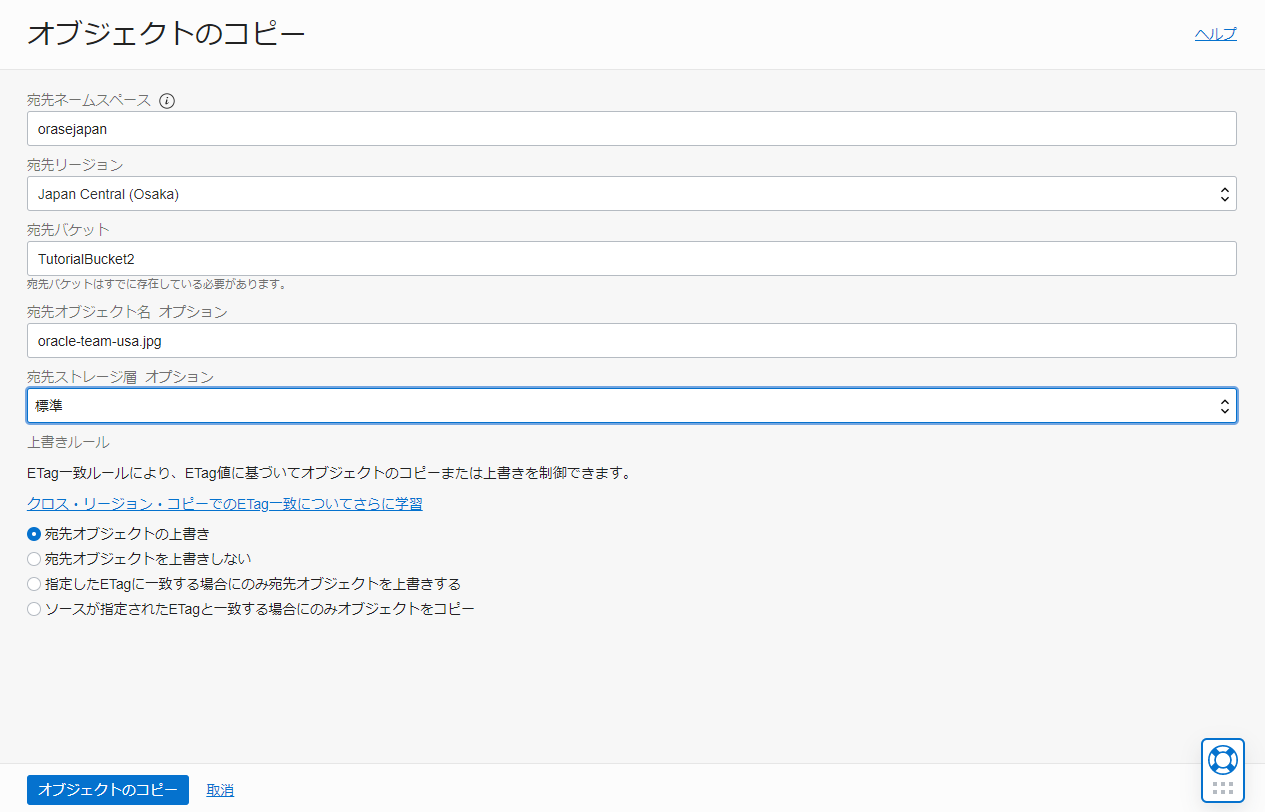 オブジェクトのコピー
ヘルプ
宛先ネームスペース
orasejapan
宛先リージョン
Japan Central (Osaka)
宛先バケット
TutorialBucket2
宛先バケットはすでに存在している必要があります。
宛先オブジェクト名 オプション
oracle-team-usa.jpg
宛先ストレージ層 オプション
標準
上書きルール
ETag一致ルールにより、ETag値に基づいてオブジェクトのコピーまたは上書きを制御できます。
クロス・リージョン・コピーでのETag一致についてさらに学習
宛先オブジェクトの上書き
宛先オブジェクトを上書きしない
指定したETagに一致する場合にのみ宛先オブジェクトを上書きする
ソースが指定されたETagと一致する場合にのみオブジェクトをコピー
オブジェクトのコピー 取消